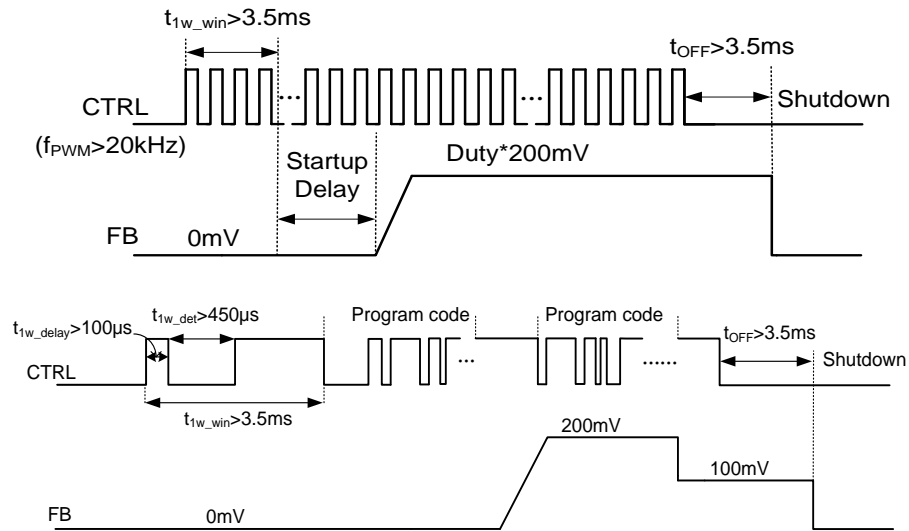 t1w_win>3.5ms
tOFF>3.5ms
CTRL
...
...
Shutdown
(fPWM>20kHz)
Startup
Delay
Duty*200mV
FB
0mV
t1w_delay>100µs
t1w_det>450µs
Program code
Program code
tOFF>3.5ms
CTRL
...
......
Shutdown
t1w_win>3.5ms
200mV
100mV
FB
0mV